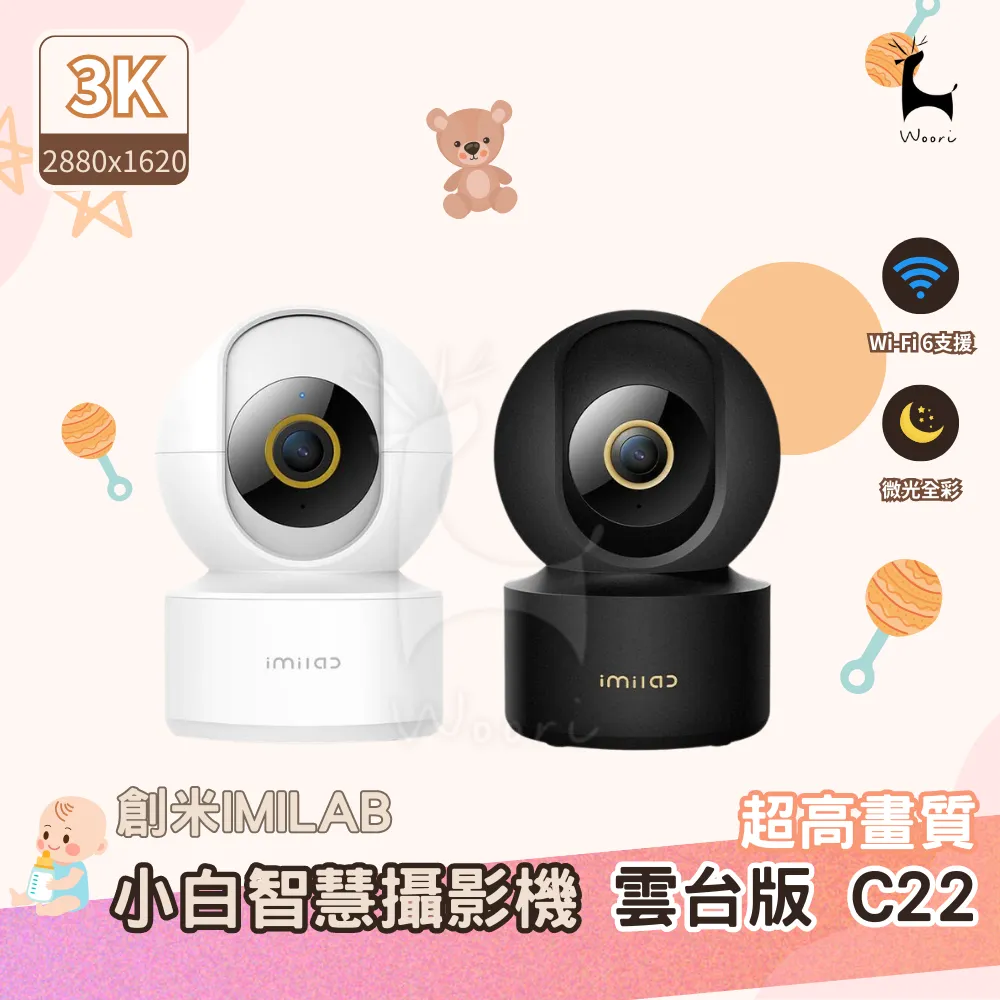 3K
2880x1620
Woori
Wi-Fi 6支援
微光全彩
imilab
imilab
Woori
創米IMILAB
超高畫質
小白智慧攝影機 雲台版 C22